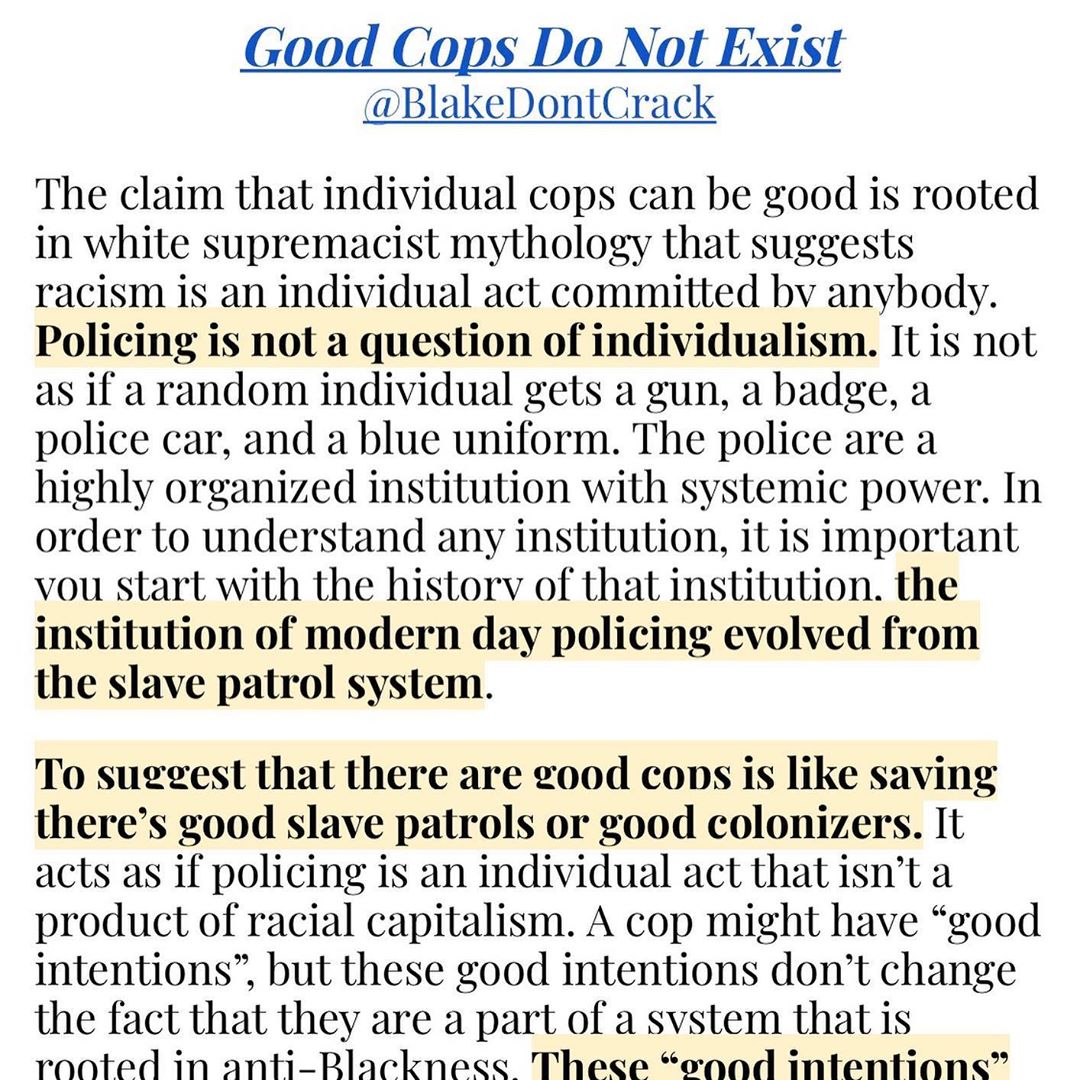 Good Cops Do Not Exist
@BlakeDontCrack
The claim that individual cops can be good is rooted
in white supremacist mythology that suggests
racism is an individual act committed by anybody.
Policing is not a question of individualism. It is not
as if a random individual gets a gun, a badge, a
police car, and a blue uniform. The police are a
highly organized institution with systemic power. In
order to understand any institution, it is important
you start with the history of that institution, the
institution of modern day policing evolved from
the slave patrol system.
To suggest that there are good cops is like saying
there’s good slave patrols or good colonizers. It
acts as if policing is an individual act that isn’t a
product of racial capitalism. A cop might have “good
intentions”, but these good intentions don’t change
the fact that they are a part of a system that is
rooted in anti-Blackness. These “good intentions”